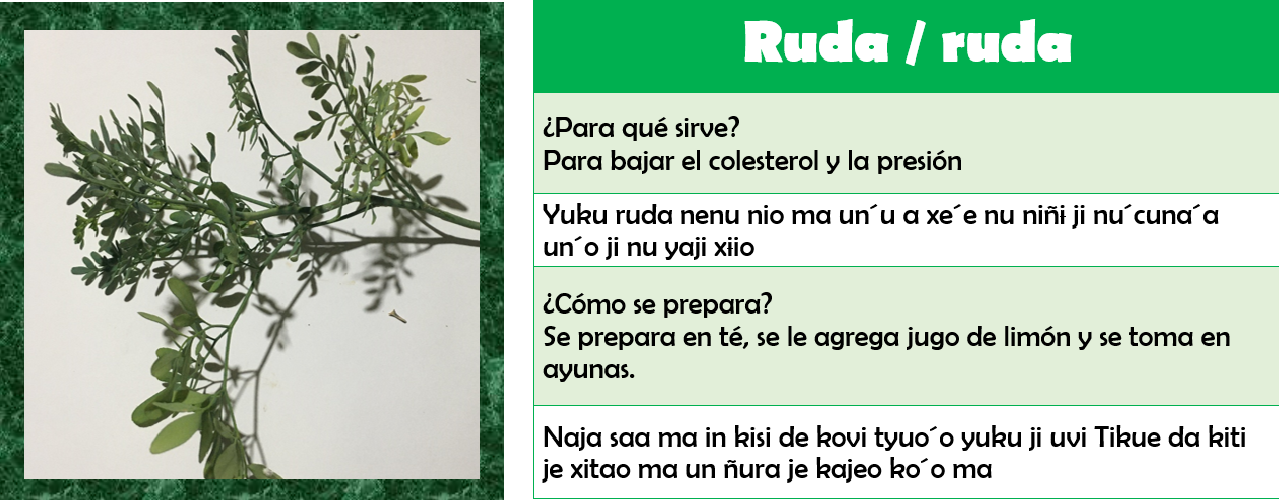 Ruda / ruda
¿Para qué sirve?
Para bajar el colesterol y la presión
Yuku ruda nenu nio ma un´u a xe´e nu niñɨ ji nu´cuna´a
un´o ji nu yaji xɨio
¿Cómo se prepara?
Se prepara en té, se le agrega jugo de limón y se toma en
ayunas.
Naja saa ma in kisi de kovi tyuo´o yuku ji uvi Tikue da kiti
je xitao ma un ñura je kajeo ko´o ma